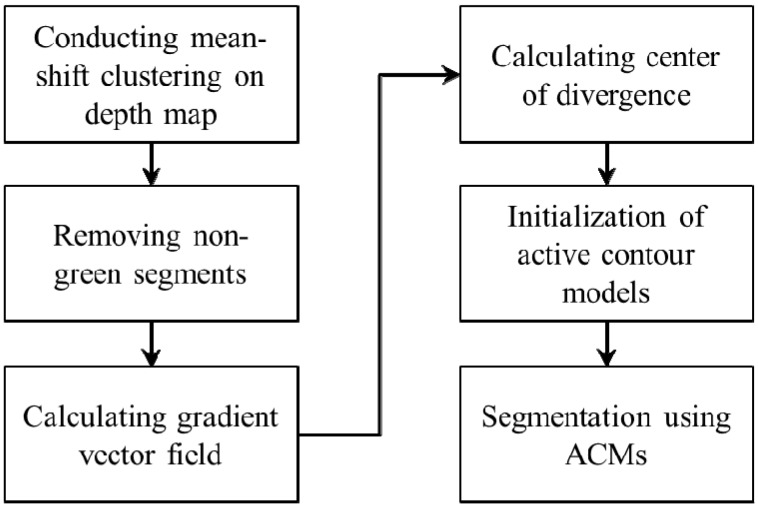 Conducting mean-
shift clustering on
depth map
Removing non-
green segments
Calculating gradient
vector field
Calculating center
of divergence
Initialization of
active contour
models
Segmentation using
ACMs